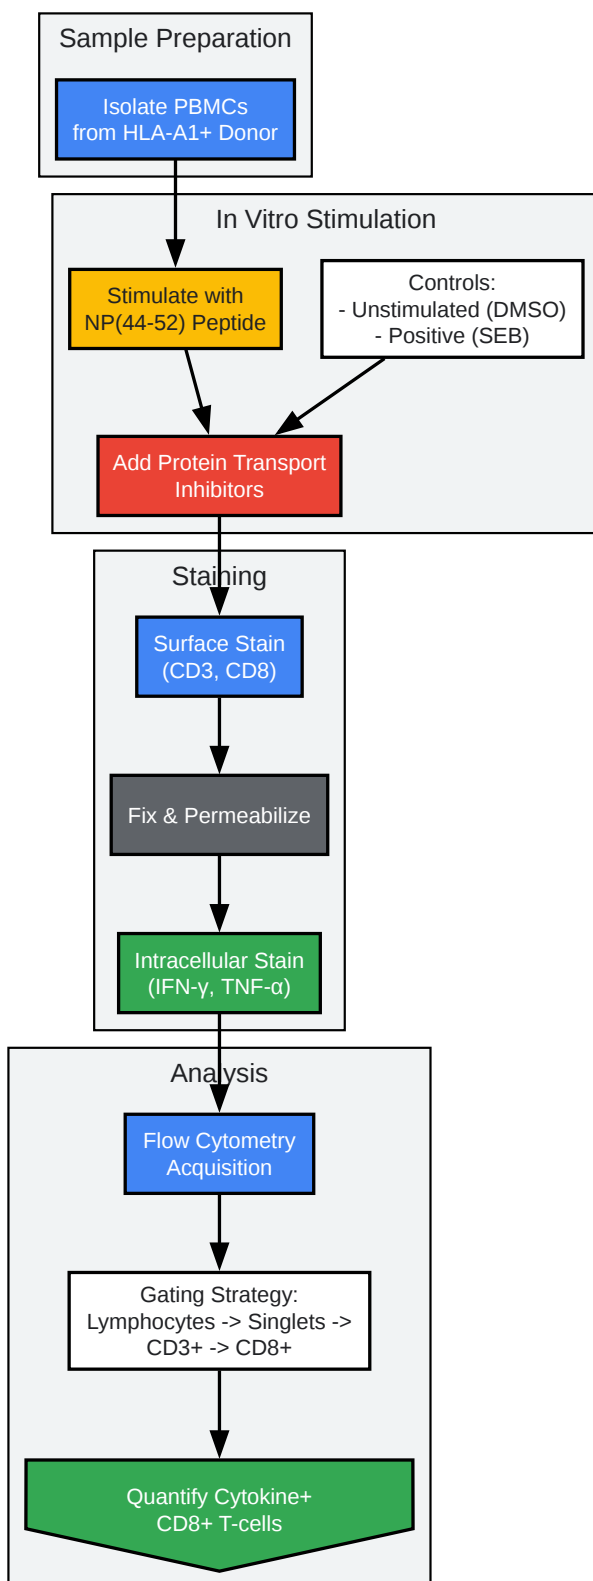 Sample Preparation
Isolate PBMCs
from HLA-A1+ Donor
In Vitro Stimulation
Stimulate with
NP(44-52) Peptide
Controls:
- Unstimulated (DMSO)
- Positive (SEB)
Add Protein Transport
Inhibitors
Staining
Surface Stain
(CD3, CD8)
Fix & Permeabilize
Intracellular Stain
(IFN-γ, TNF-α)
Analysis
Flow Cytometry
Acquisition
Gating Strategy:
Lymphocytes -> Singlets ->
CD3+ -> CD8+
Quantify Cytokine+
CD8+ T-cells